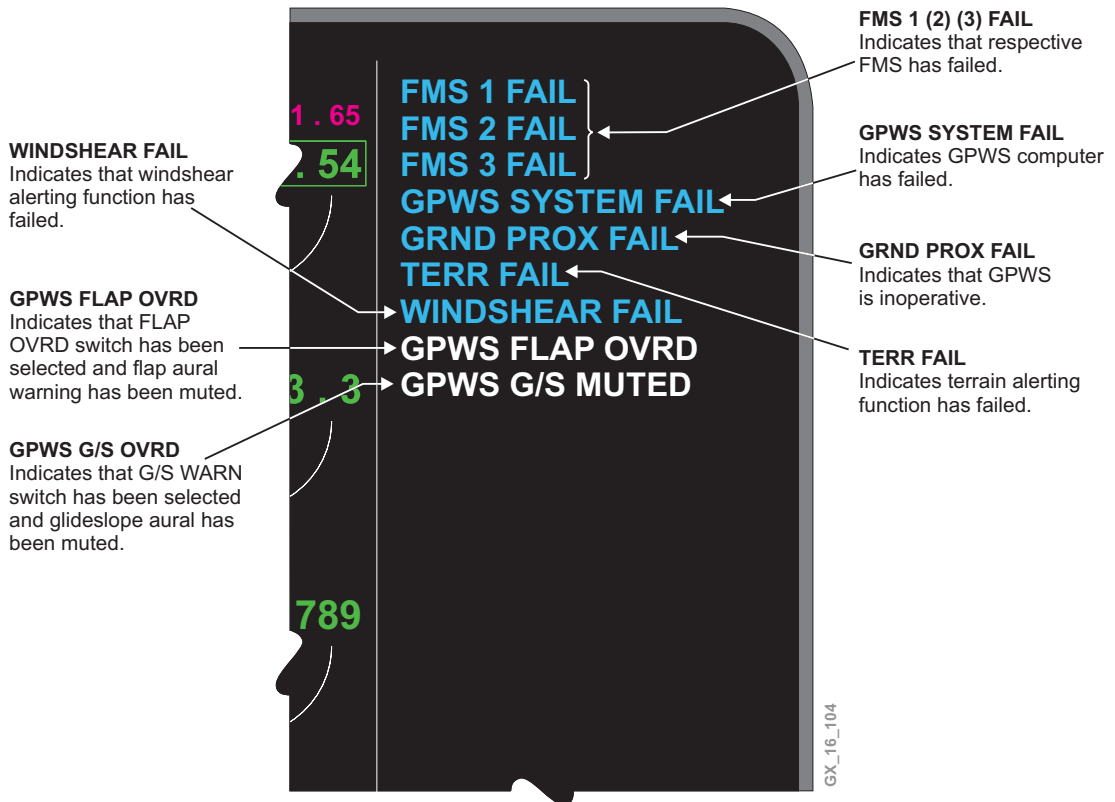 WINDSHEAR FAIL
Indicates that windshear
alerting function has
failed.
GPWS FLAP OVRD
Indicates that FLAP
OVRD switch has been
selected and flap aural
warning has been muted.
GPWS G/S OVRD
Indicates that G/S WARN
switch has been selected
and glideslope aural has
been muted.
1 . 65
. 54
3 . 3
789
FMS 1 FAIL
FMS 2 FAIL
FMS 3 FAIL
GPWS SYSTEM FAIL
GRND PROX FAIL
TERR FAIL
WINDSHEAR FAIL
GPWS FLAP OVRD
GPWS G/S MUTED
FMS 1 (2) (3) FAIL
Indicates that respective
FMS has failed.
GPWS SYSTEM FAIL
Indicates GPWS computer
has failed.
GRND PROX FAIL
Indicates that GPWS
is inoperative.
TERR FAIL
Indicates terrain alerting
function has failed.
GX_16_104